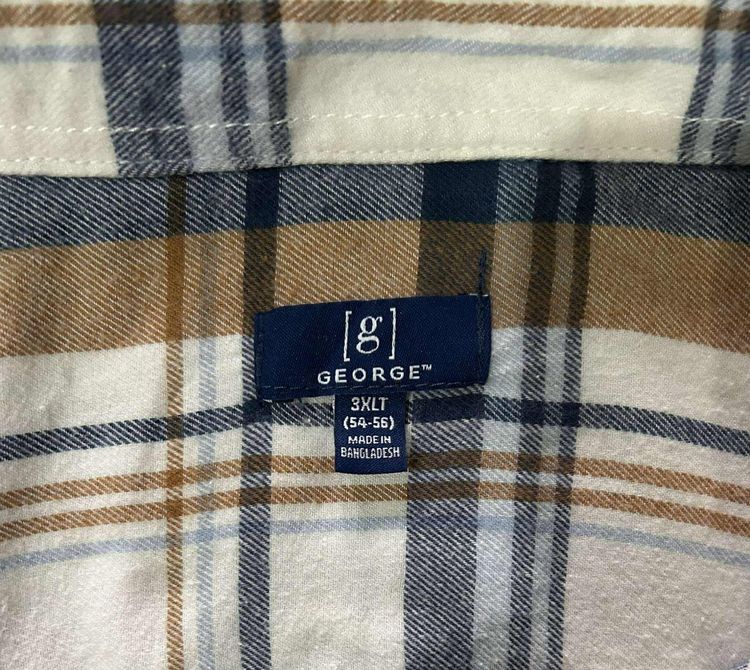 [g]
GEORGE™
3XLT
(54-56)
MADE IN
BANGLADESH